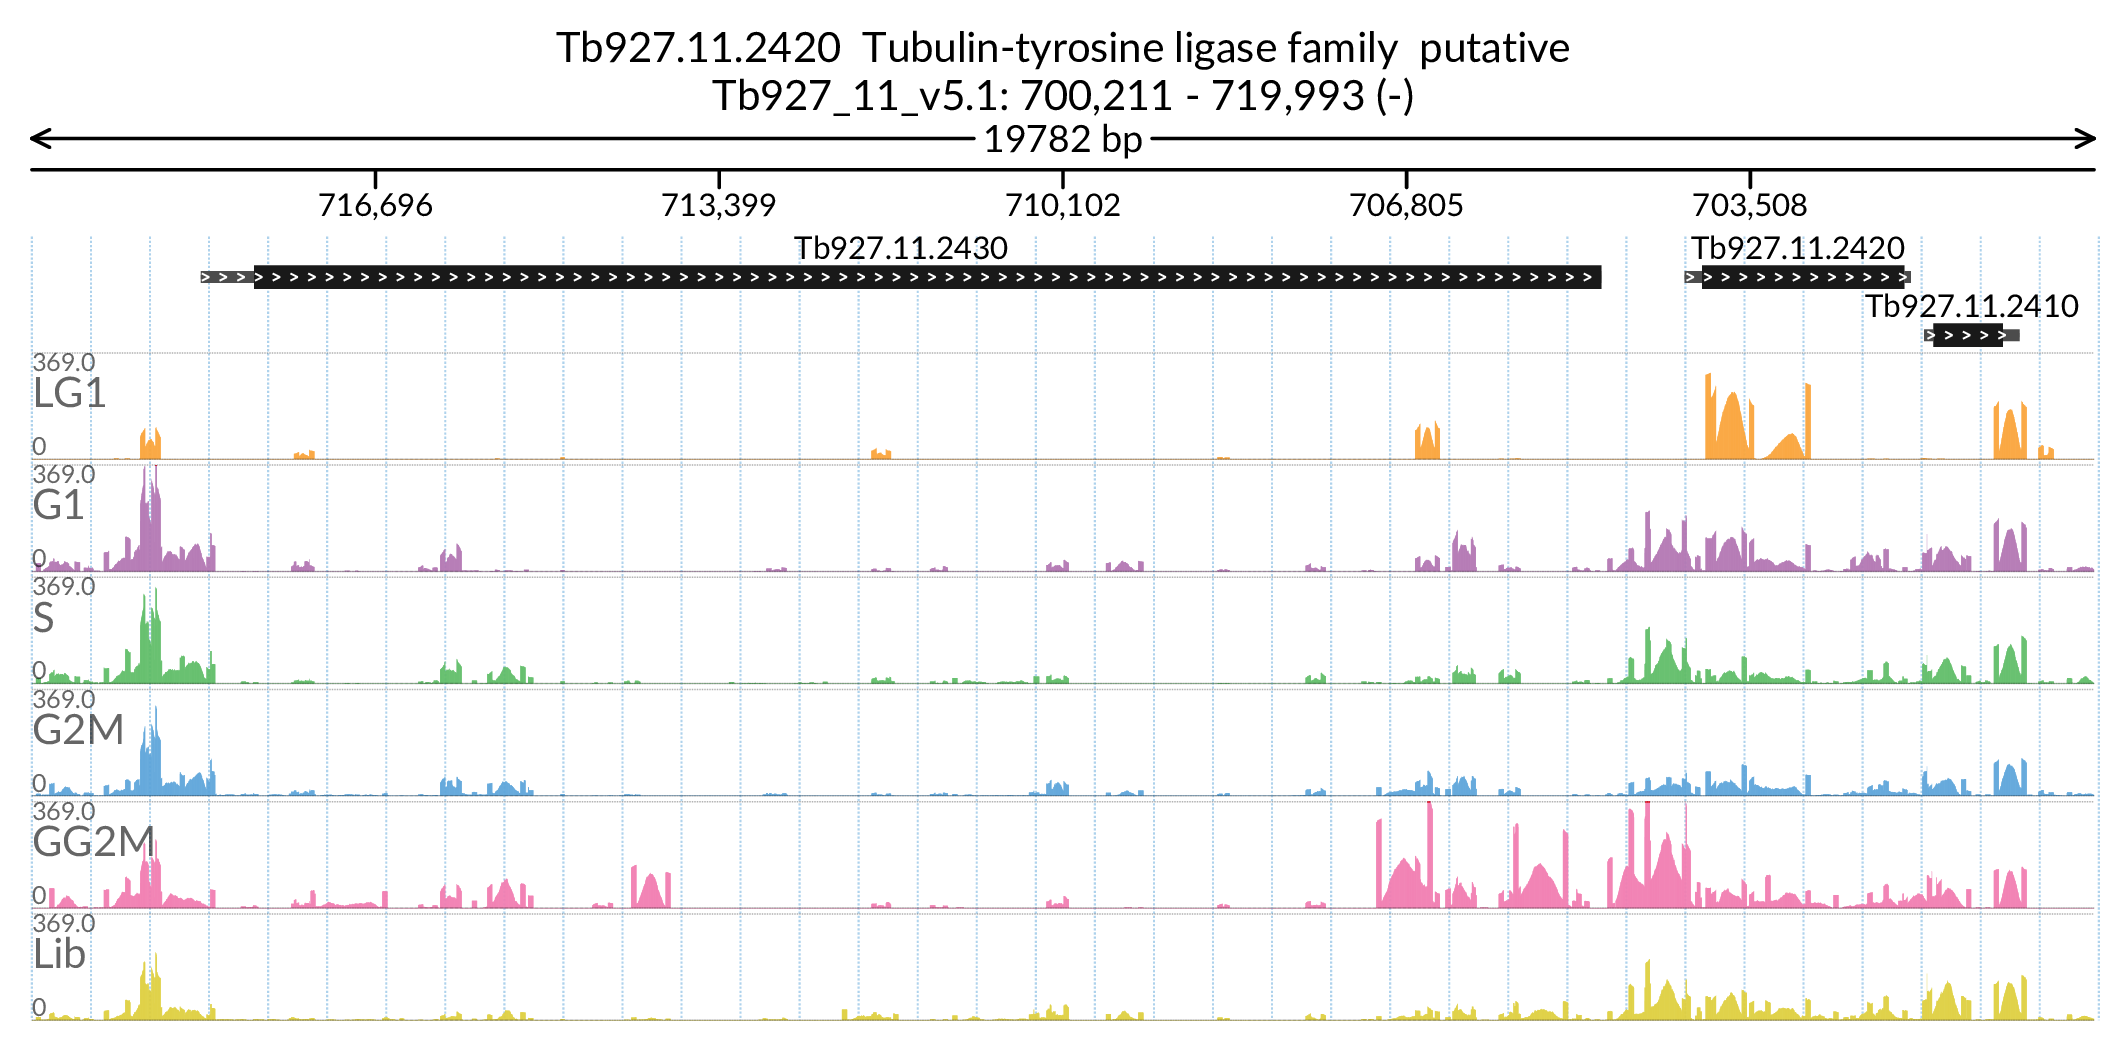 Tb927.11.2420  Tubulin-tyrosine ligase family  putative
Tb927_11_v5.1: 700,211 - 719,993 (-)
19782 bp
716,696 713,399 710,102 706,805 703,508
Tb927.11.2430 Tb927.11.2420
Tb927.11.2410
369.0
LG1
0
369.0
G1
0
369.0
S
0
369.0
G2M
0
369.0
GG2M
0
369.0
Lib
0